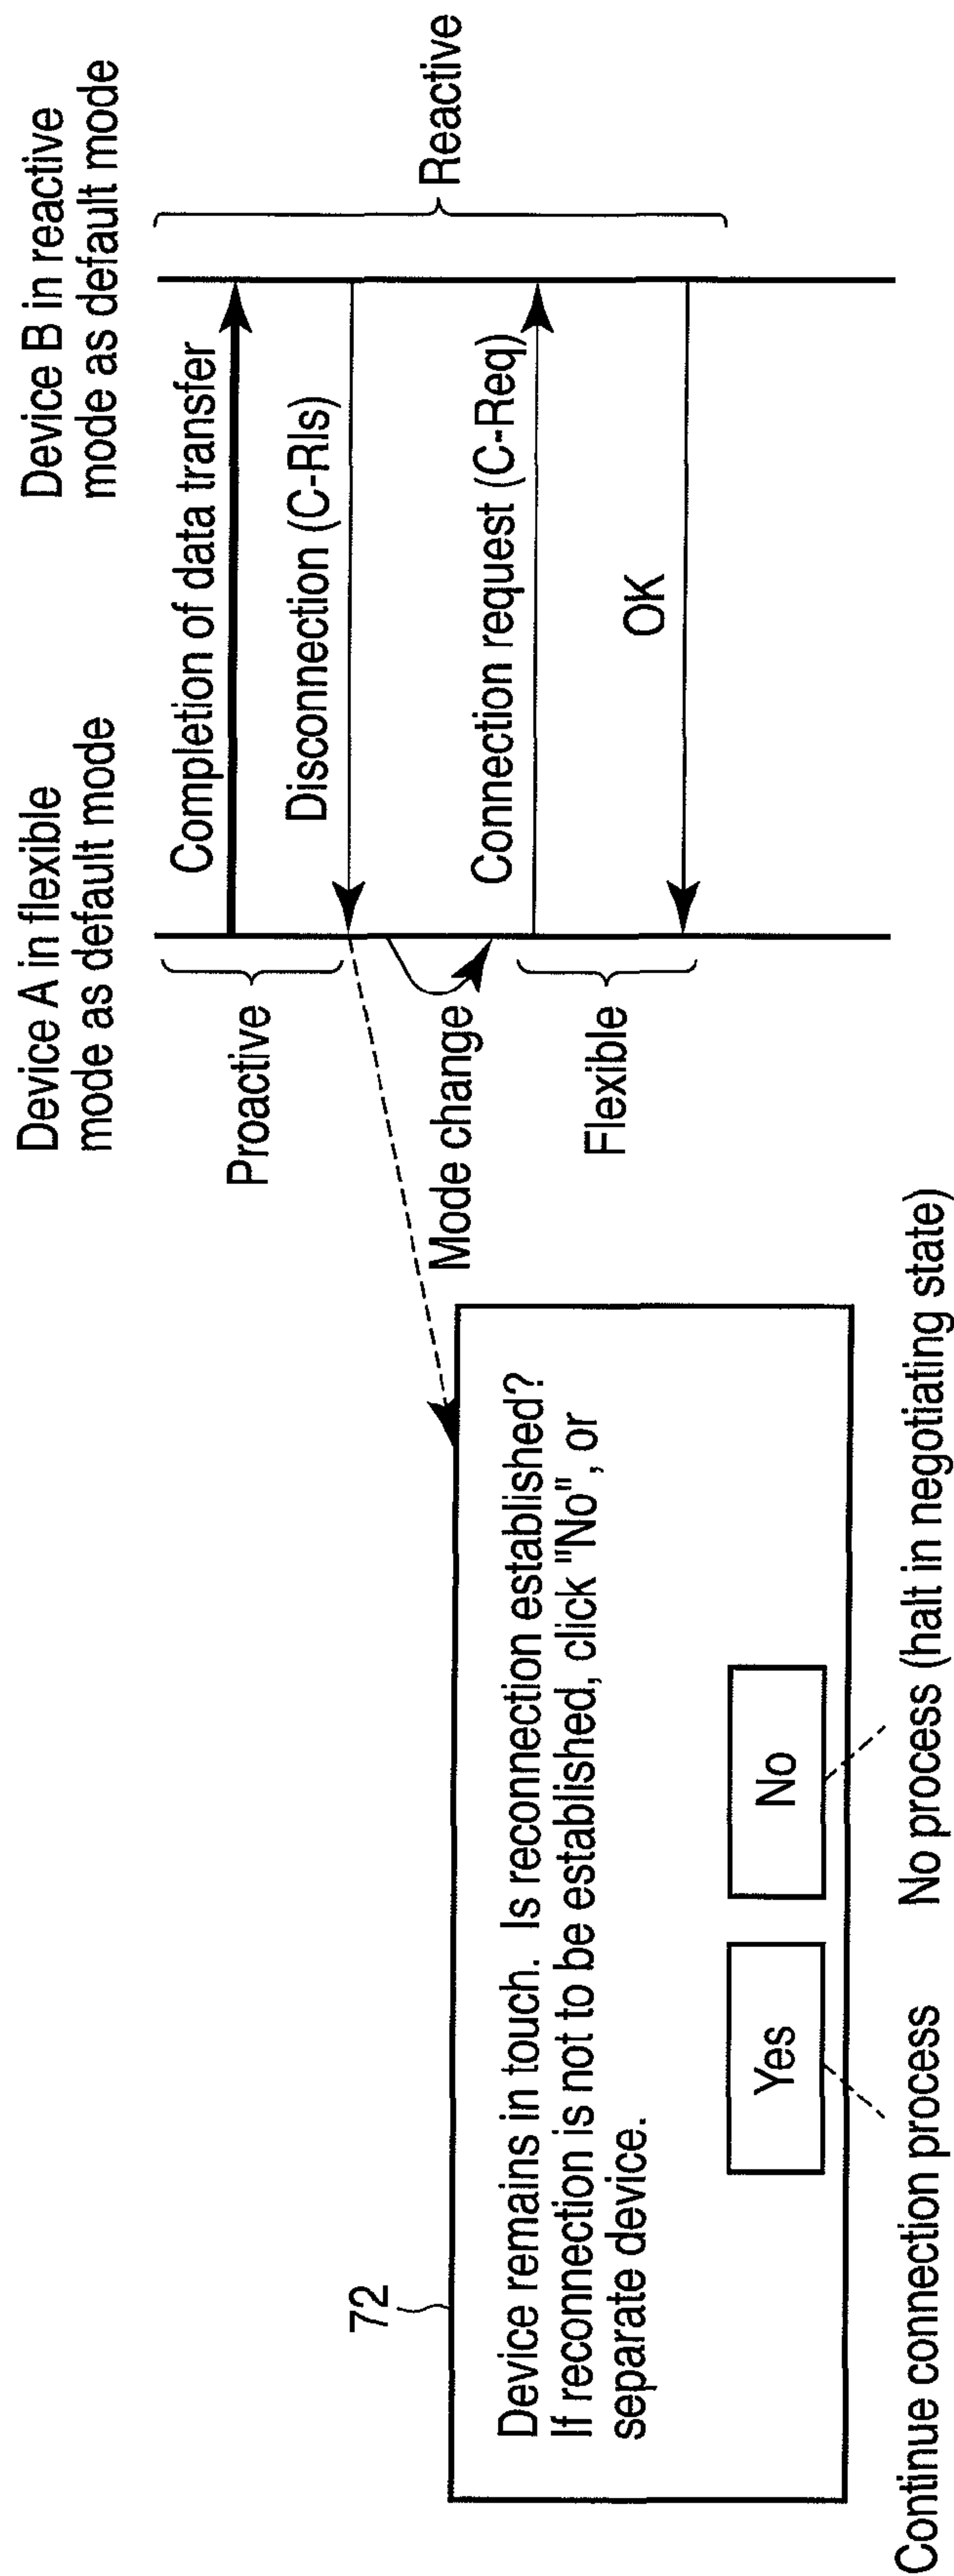 Device A in flexible
mode as default mode
Device B in reactive
mode as default mode
Proactive
Completion of data transfer
Disconnection (C-Rls)
Reactive
Mode change
Connection request (C-Req)
Flexible
OK
72
Device remains in touch. Is reconnection established?
If reconnection is not to be established, click "No", or
separate device.
Yes
No
Continue connection process
No process (halt in negotiating state)